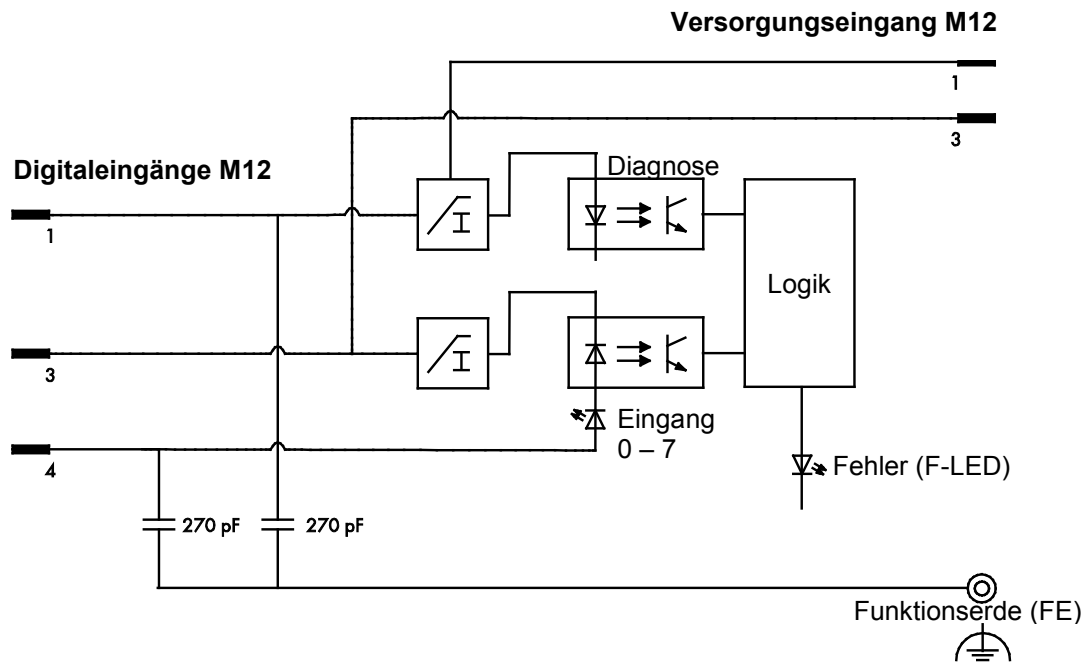 Versorgungseingang M12
1
3
Digitaleingänge M12
Diagnose
1
I
Logik
3
I
Eingang
0 – 7
4
Fehler (F-LED)
270 pF
270 pF
Funktionserde (FE)